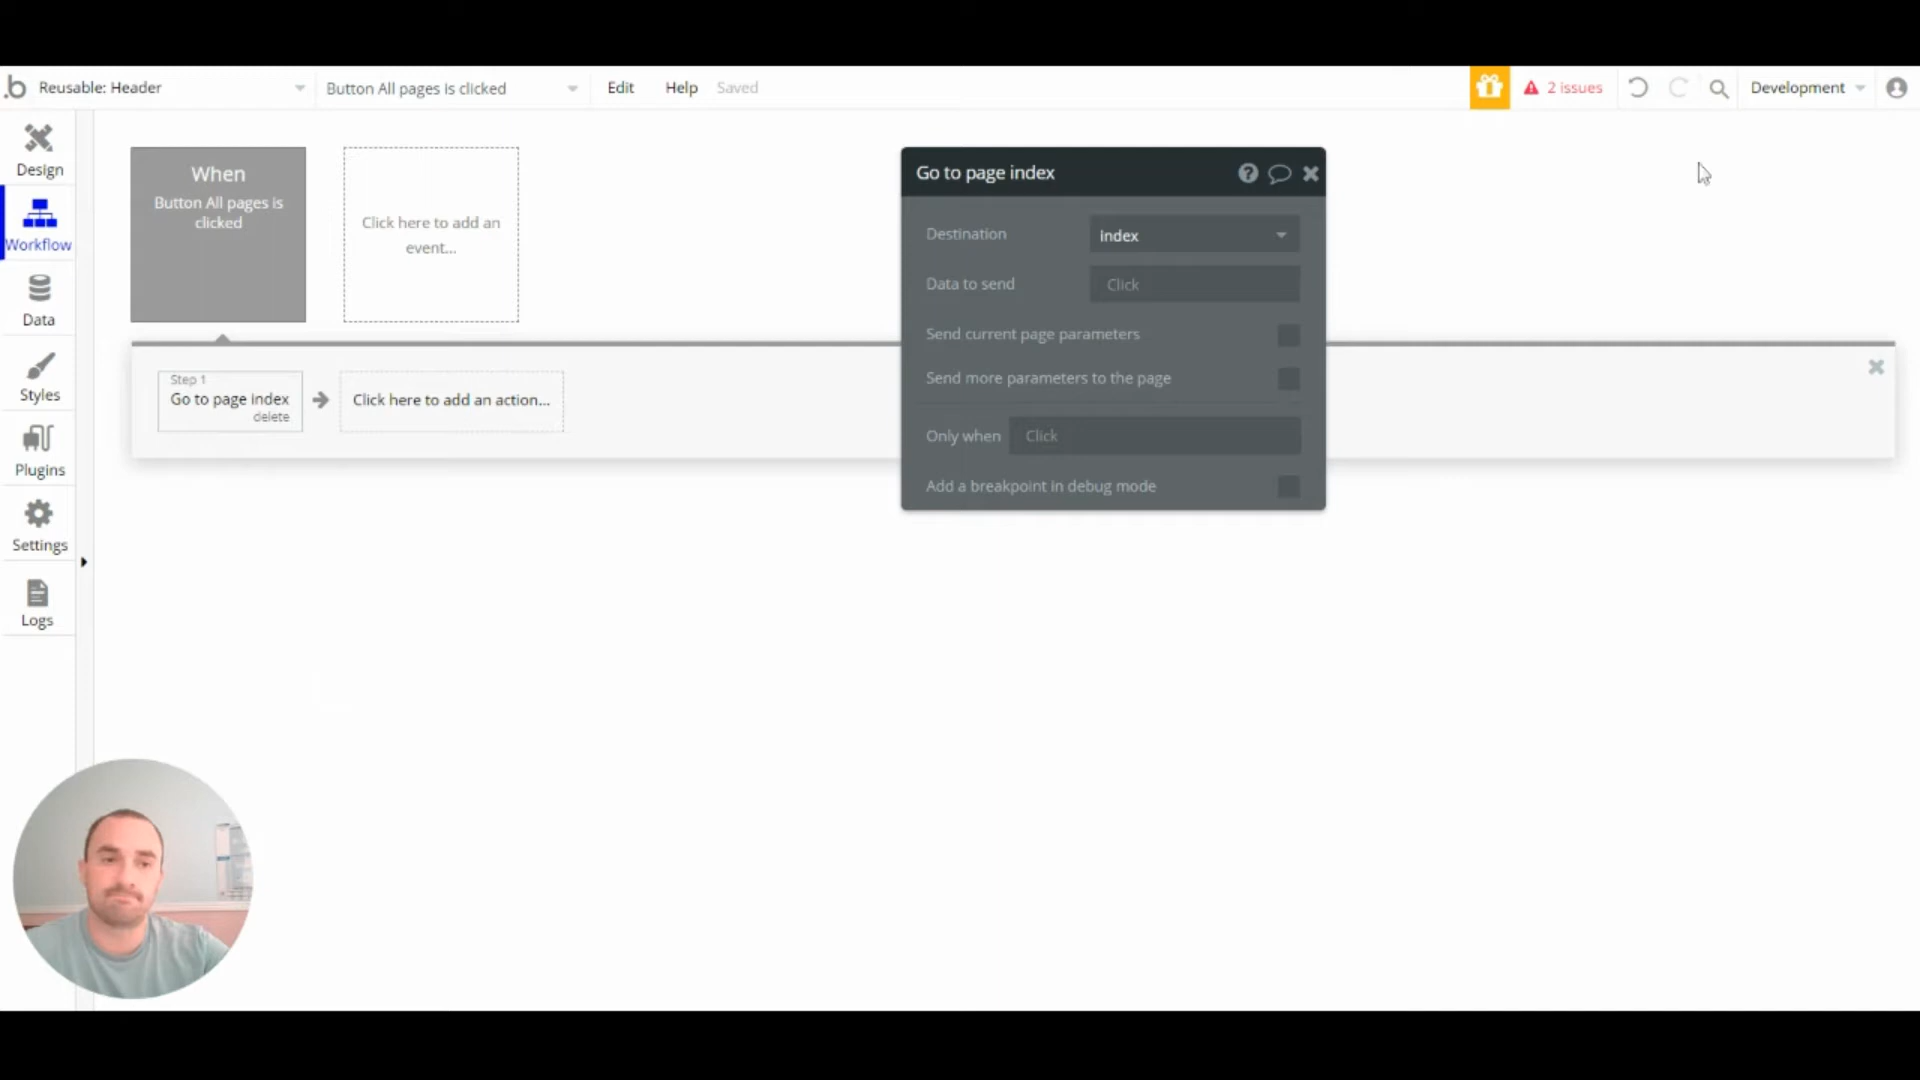 .b Reusable: Header
Button All pages is clicked
Edit
Help
Saved
2 issues
Development
Design
Workflow
Data
Styles
Plugins
Settings
Logs
When
Button All pages is
clicked
Click here to add an
event...
Step 1
Go to page index
delete
Click here to add an action...
Go to page index
Destination
index
Data to send
Click
Send current page parameters
Send more parameters to the page
Only when
Click
Add a breakpoint in debug mode